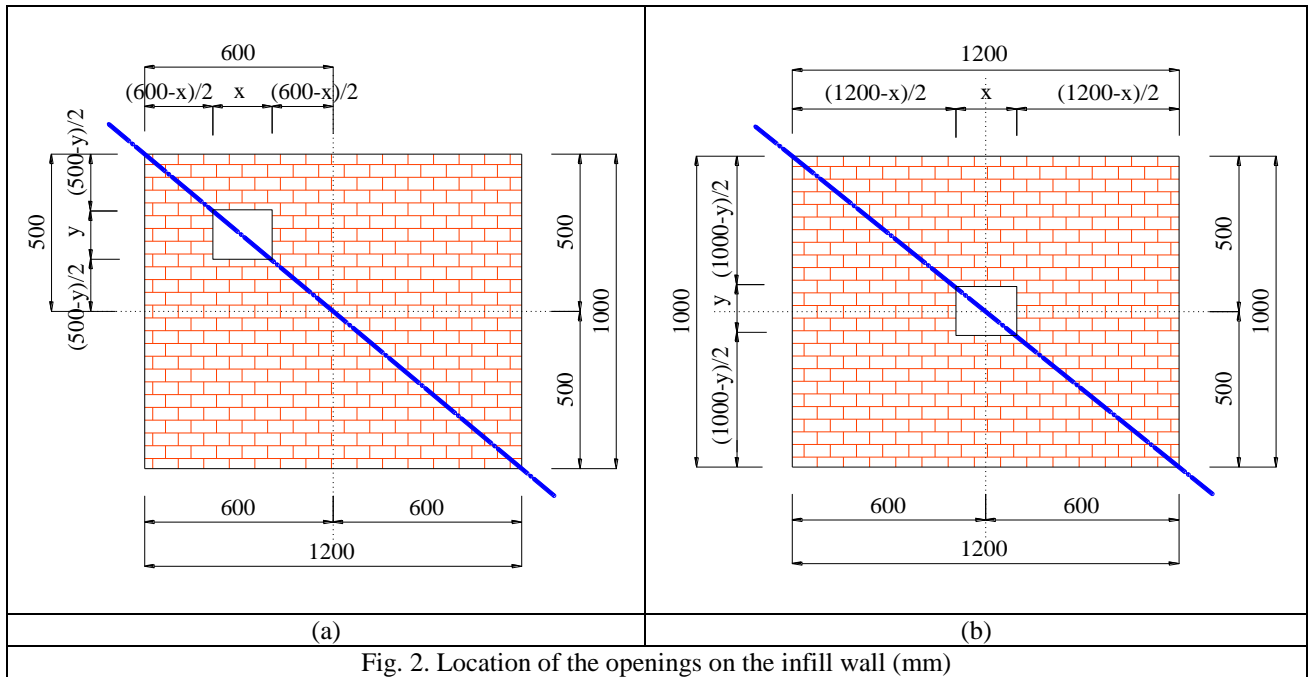 600
(600-x)/2 x (600-x)/2
500
(500-y)/2
y
(500-y)/2
500
500
1000
600 600
1200
1200
(1200-x)/2 x (1200-x)/2
1000
(1000-y)/2
y
(1000-y)/2
500
500
1000
600 600
1200
(a) (b)
Fig. 2. Location of the openings on the infill wall (mm)